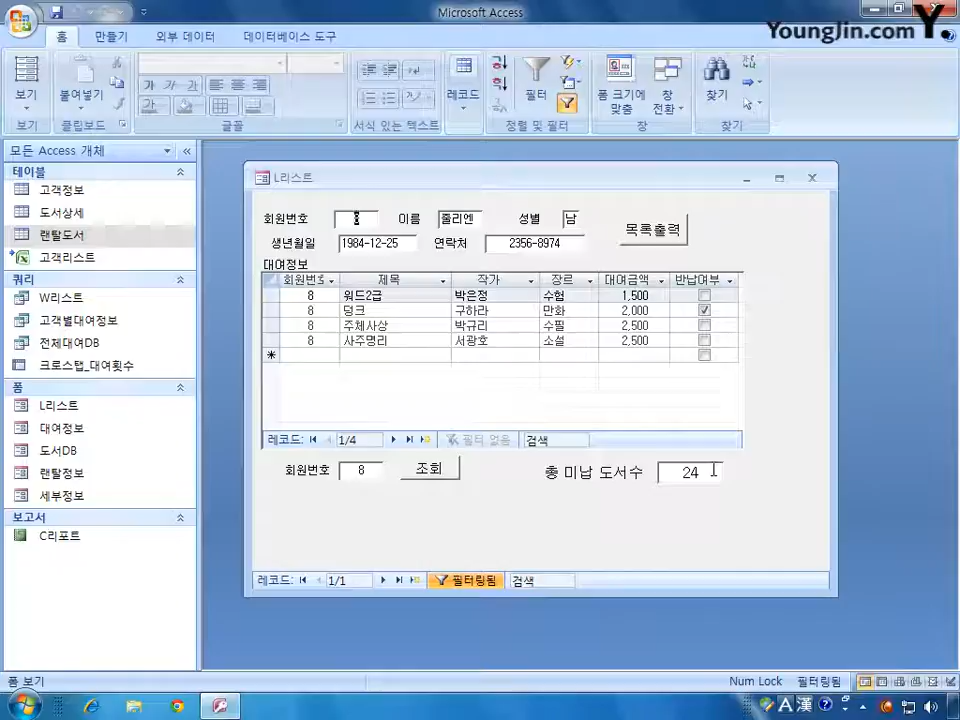 Microsoft Access
YoungJin.com Y.
홈 만들기 외부 데이터 데이터베이스 도구
보기 붙여넣기 레코드 필터 폼 크기에 맞춤 창 전환 찾기
보기 클립보드 글꼴 서식 있는 텍스트 정렬 및 필터 창 찾기
모든 Access 개체
테이블
고객정보
도서상세
랜탈도서
고객리스트
쿼리
W리스트
고객별대여정보
전체대여DB
크로스탭_대여횟수
폼
L리스트
대여정보
도서DB
랜탈정보
세부정보
보고서
C리포트
L리스트
회원번호 8 이름 줄리엔 성별 남
생년월일 1984-12-25 연락처 2356-8974
목록출력
대여정보
회원번호 제목 작가 장르 대여금액 반납여부
8 워드2급 박은정 수험 1,500
8 덩크 구하라 만화 2,000
8 주체사상 박규리 수필 2,500
8 사주명리 서광호 소설 2,500
레코드: 1/4 필터 없음 검색
회원번호 8 조회 총 미납 도서수 24
레코드: 1/1 필터링됨 검색
폼 보기 Num Lock 필터링됨
A 漢